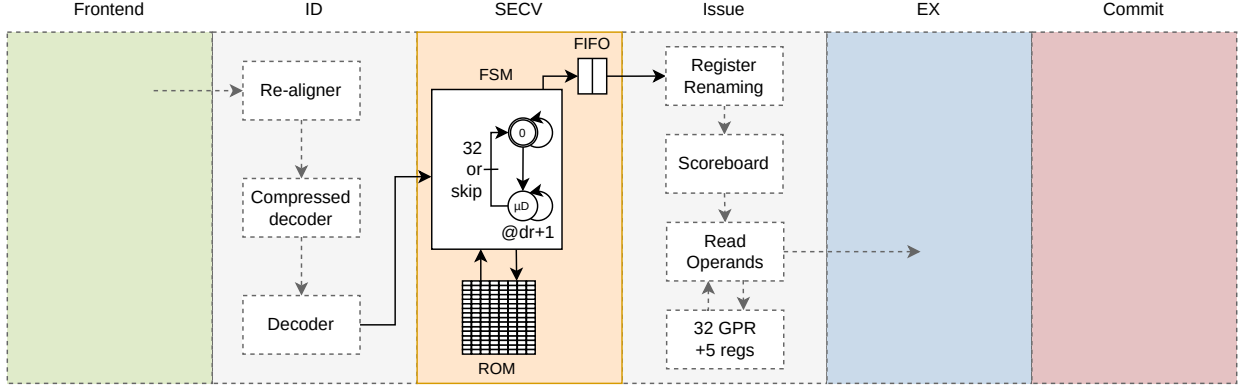 Frontend
ID
SECV
Issue
EX
Commit
Re-aligner
Compressed
decoder
Decoder
FIFO
FSM
0
32
or
skip
µD
@dr+1
ROM
Register
Renaming
Scoreboard
Read
Operands
32 GPR
+5 regs